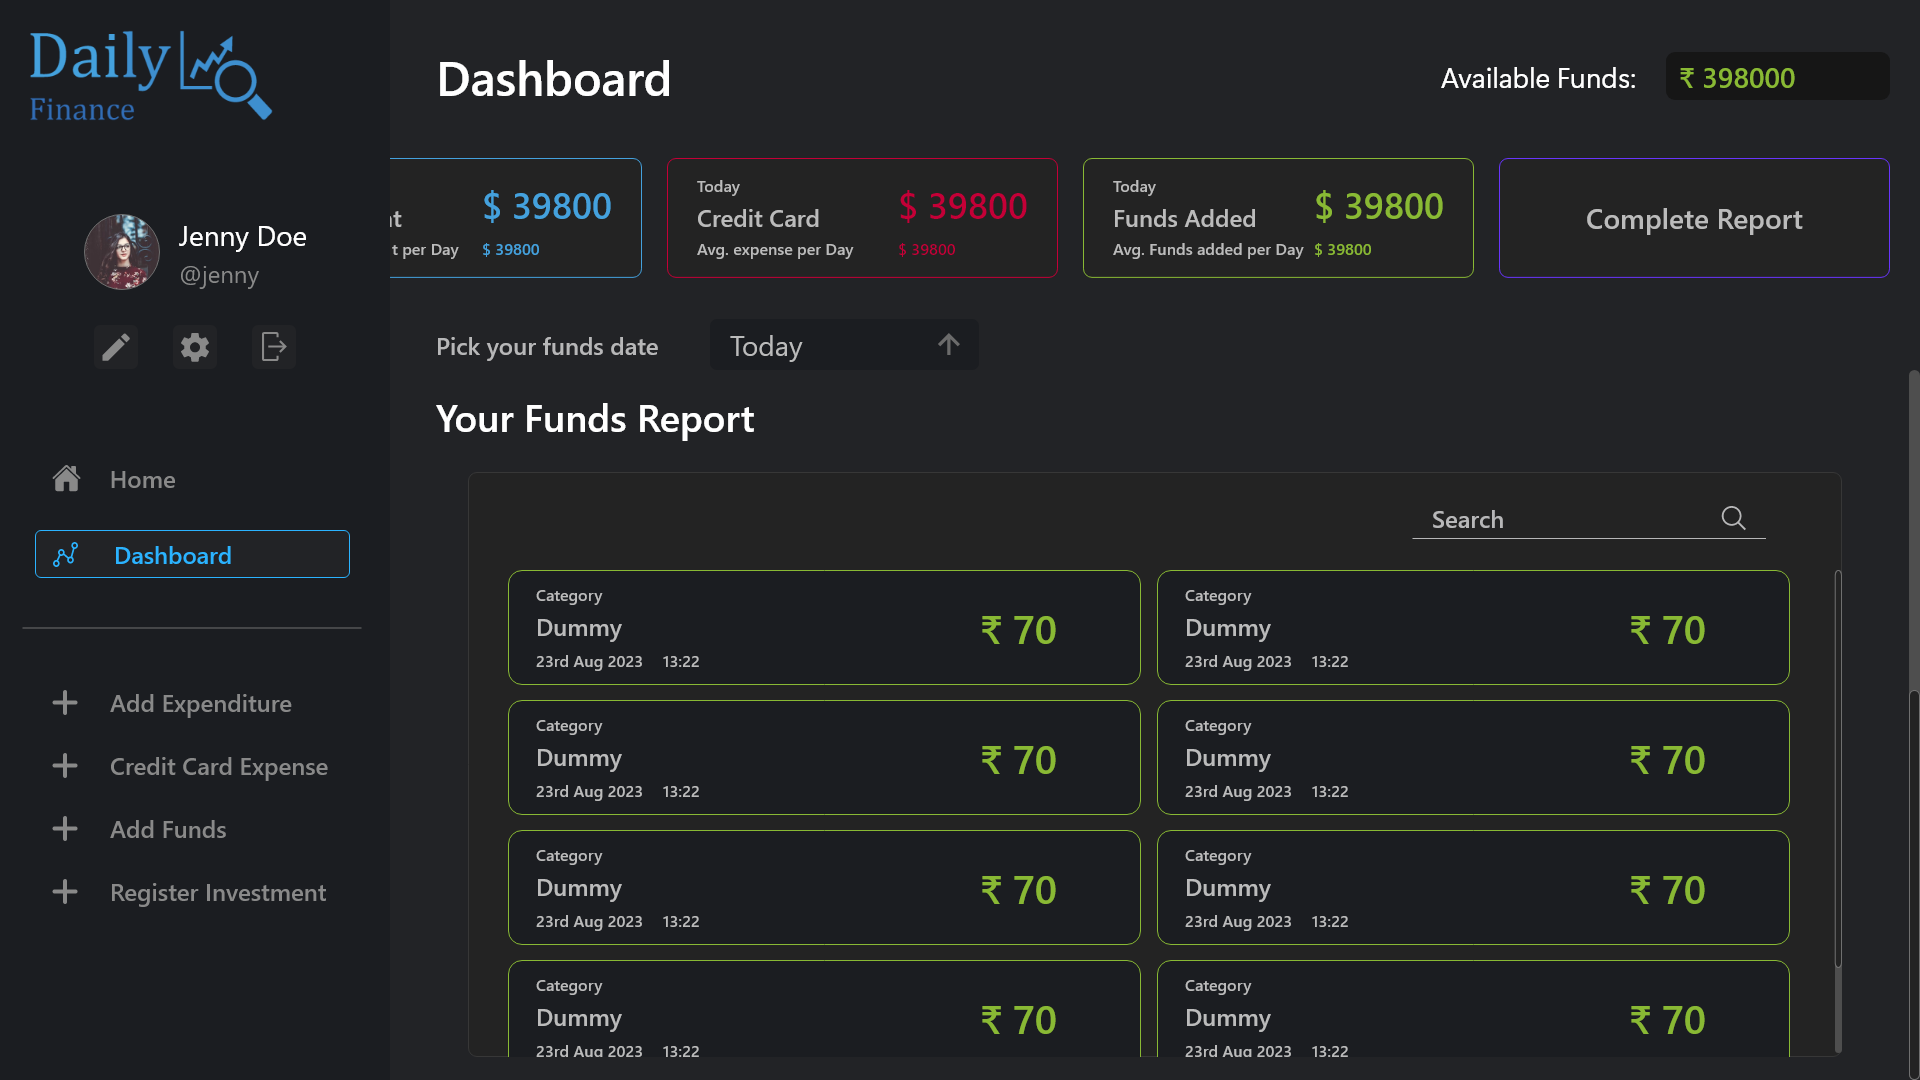 Daily
Finance
Jenny Doe
@jenny
Home
Dashboard
Add Expenditure
Credit Card Expense
Add Funds
Register Investment
Dashboard
Available Funds: ₹ 398000
$ 39800
t per Day $ 39800
Today
Credit Card $ 39800
Avg. expense per Day $ 39800
Today
Funds Added $ 39800
Avg. Funds added per Day $ 39800
Complete Report
Pick your funds date Today
Your Funds Report
Search
Category
Dummy ₹ 70
23rd Aug 2023 13:22
Category
Dummy ₹ 70
23rd Aug 2023 13:22
Category
Dummy ₹ 70
23rd Aug 2023 13:22
Category
Dummy ₹ 70
23rd Aug 2023 13:22
Category
Dummy ₹ 70
23rd Aug 2023 13:22
Category
Dummy ₹ 70
23rd Aug 2023 13:22
Category
Dummy ₹ 70
23rd Aug 2023 13:22
Category
Dummy ₹ 70
23rd Aug 2023 13:22